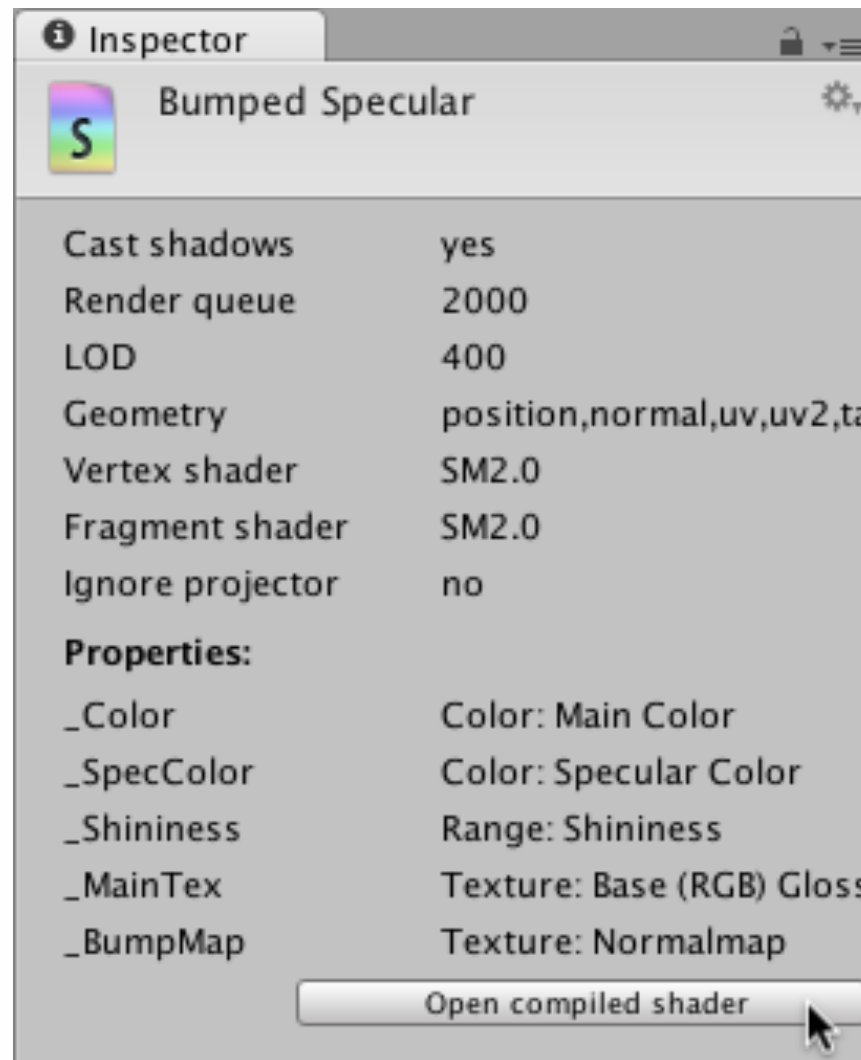 Inspector
S
Bumped Specular
Cast shadows yes
Render queue 2000
LOD 400
Geometry position,normal,uv,uv2,ta
Vertex shader SM2.0
Fragment shader SM2.0
Ignore projector no
Properties:
_Color Color: Main Color
_SpecColor Color: Specular Color
_Shininess Range: Shininess
_MainTex Texture: Base (RGB) Gloss
_BumpMap Texture: Normalmap
Open compiled shader